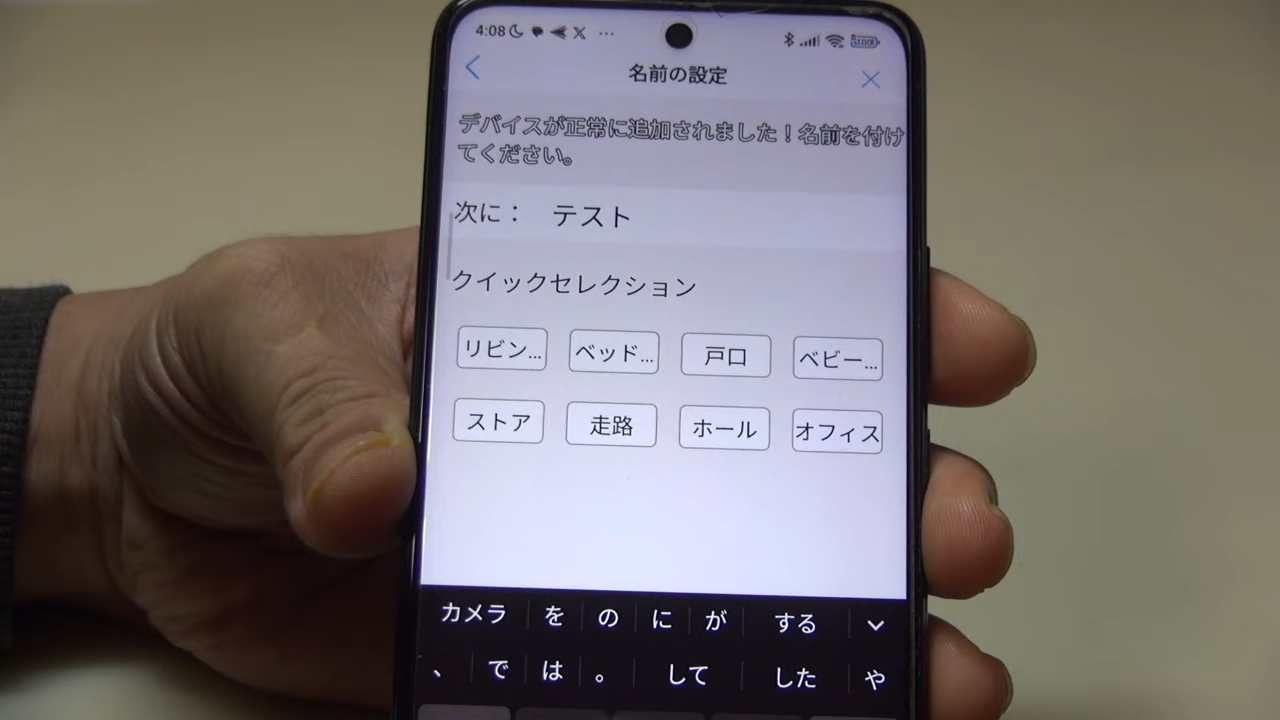 4:08
名前の設定
デバイスが正常に追加されました！名前を付け
てください。
次に： テスト
クイックセレクション
リビン... ベッド... 戸口 ベビー...
ストア 走路 ホール オフィス
カメラ を の に が する
、 で は 。 して した や